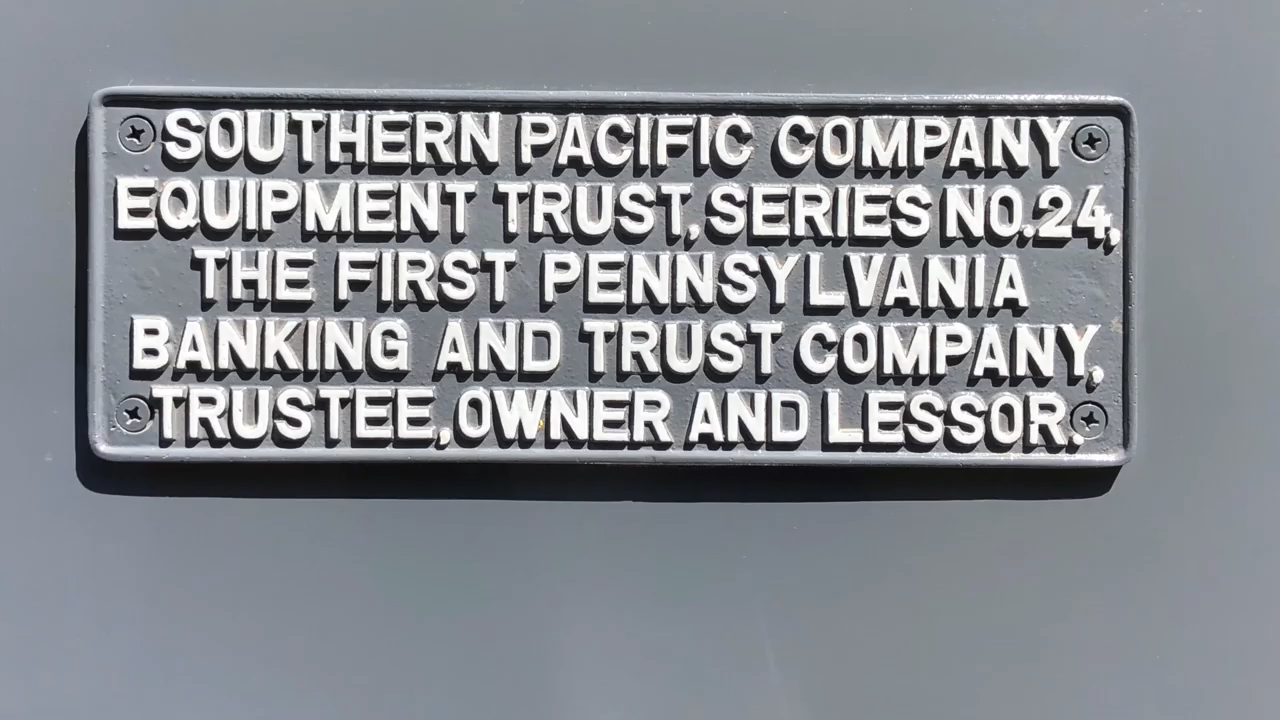 SOUTHERN PACIFIC COMPANY
EQUIPMENT TRUST, SERIES NO.24,
THE FIRST PENNSYLVANIA
BANKING AND TRUST COMPANY,
TRUSTEE, OWNER AND LESSOR.